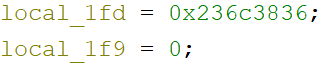 local_1fd = 0x236c3836;
local_1f9 = 0;